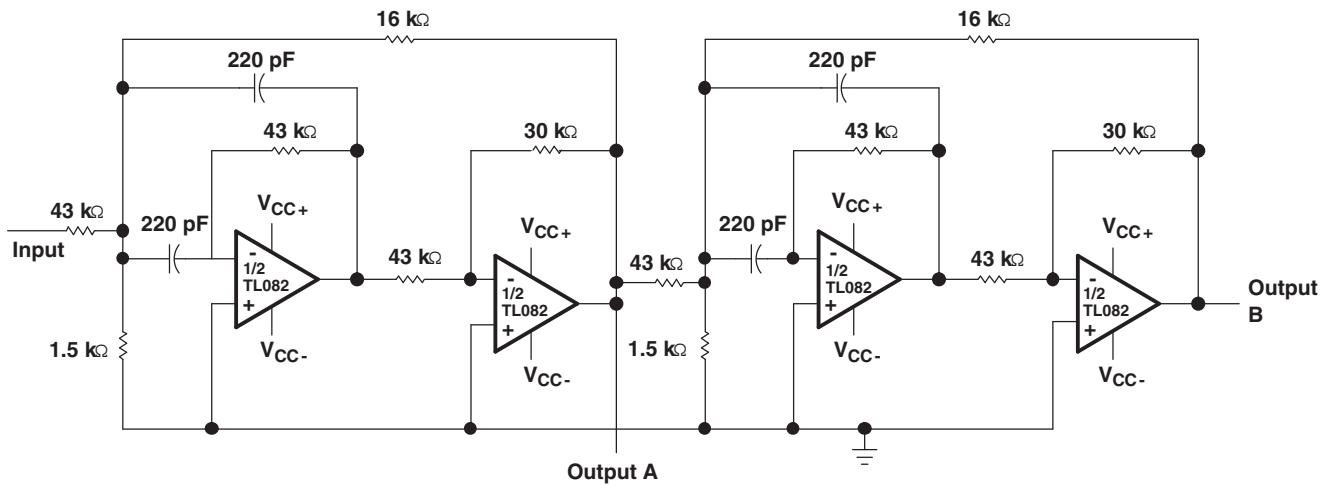 16 kΩ
16 kΩ
220 pF
220 pF
43 kΩ
30 kΩ
43 kΩ
30 kΩ
43 kΩ
Input
220 pF
VCC+
-
1/2
TL082
+
VCC-
1.5 kΩ
43 kΩ
VCC+
-
1/2
TL082
+
VCC-
Output A
43 kΩ
220 pF
VCC+
-
1/2
TL082
+
VCC-
1.5 kΩ
43 kΩ
VCC+
-
1/2
TL082
+
VCC-
Output
B